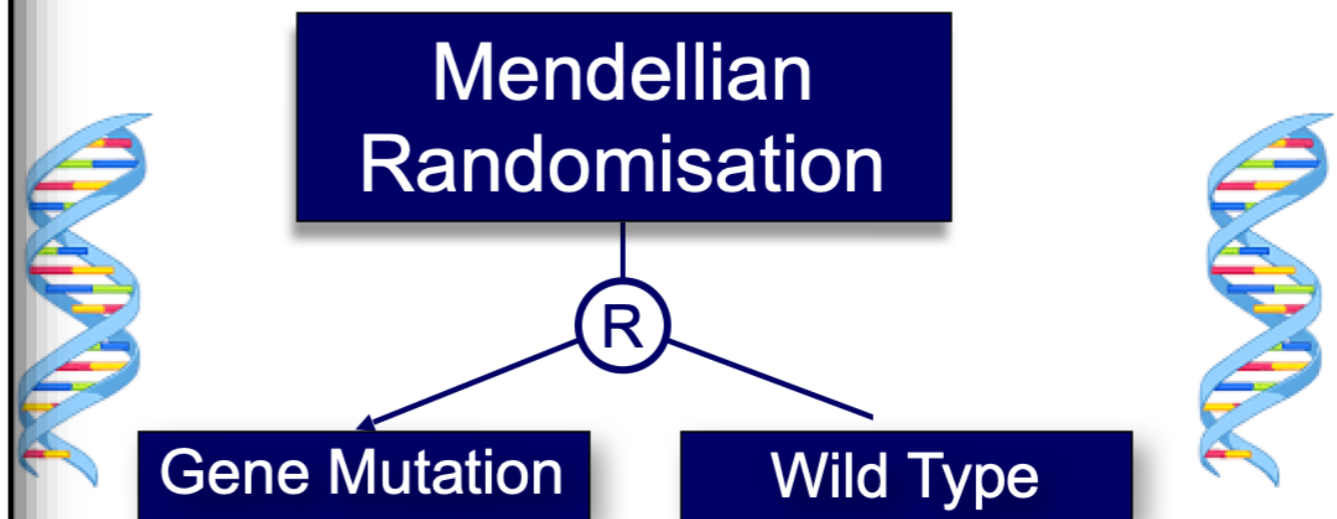 Mendellian
Randomisation
R
Gene Mutation
Wild Type